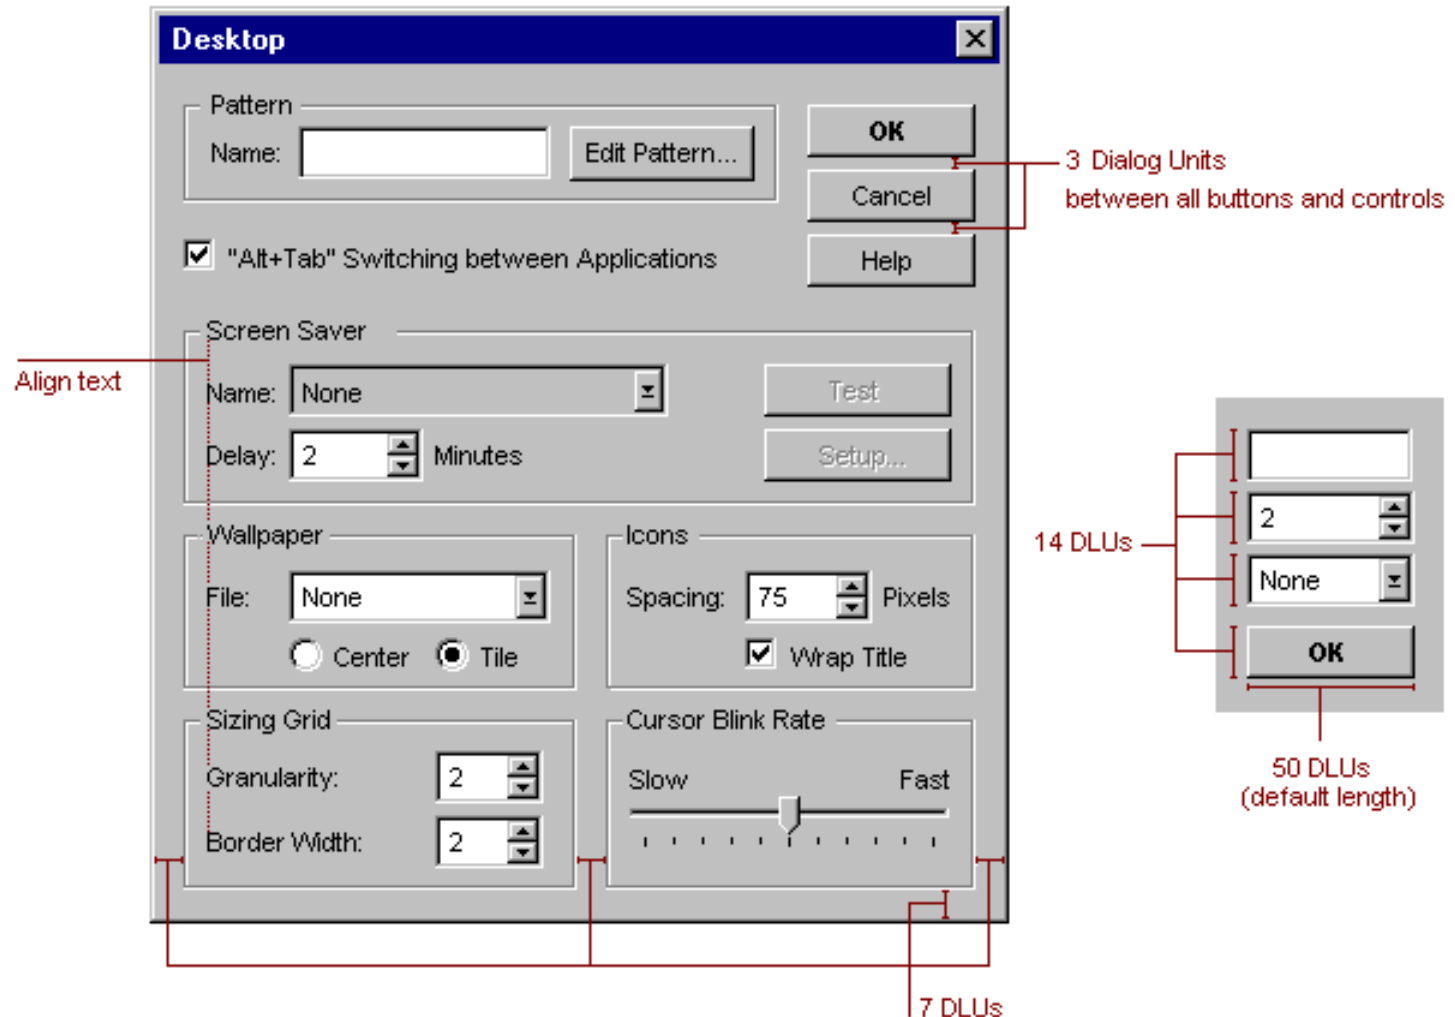 Desktop
Pattern
Name:
Edit Pattern...
OK
Cancel
Help
3 Dialog Units
between all buttons and controls
"Alt+Tab" Switching between Applications
Screen Saver
Align text
Name:
None
Test
Delay:
2
Minutes
Setup...
Wallpaper
File:
None
Center
Tile
Icons
Spacing:
75
Pixels
Wrap Title
Sizing Grid
Granularity:
2
Border Width:
2
Cursor Blink Rate
Slow
Fast
7 DLUs
14 DLUs
2
None
OK
50 DLUs
(default length)